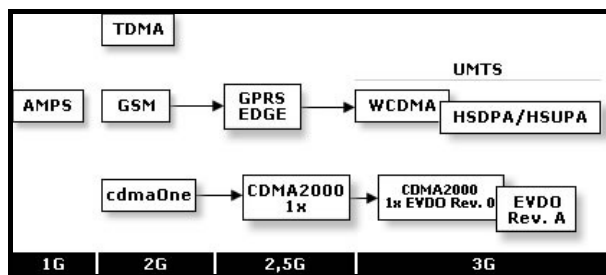 TDMA
UMTS
AMPS
GSM
GPRS
EDGE
WCDMA
HSDPA/HSUPA
cdmaOne
CDMA2000
1x
CDMA2000
1x EVDO Rev. 0
EVDO
Rev. A
1G
2G
2,5G
3G